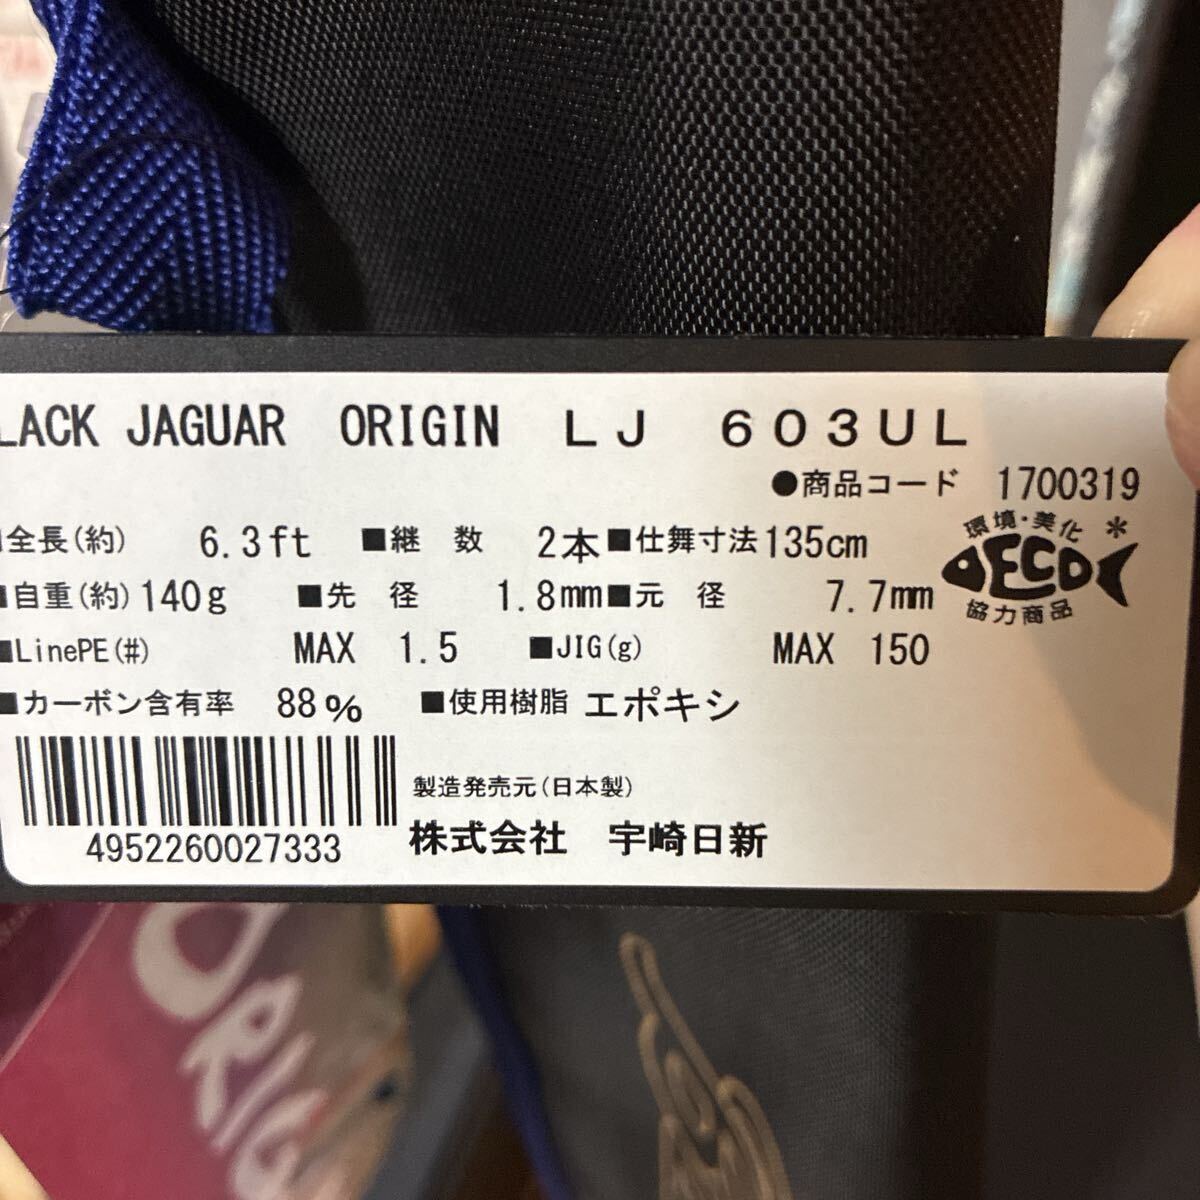 LACK JAGUAR ORIGIN LJ 603UL
●商品コード 1700319
■全長(約) 6.3ft ■継 数 2本 ■仕舞寸法 135cm
■自重(約) 140g ■先 径 1.8mm ■元 径 7.7mm
■LinePE(#) MAX 1.5 ■JIG(g) MAX 150
■カーボン含有率 88% ■使用樹脂 エポキシ
環境・美化 *
ECO
協力商品
製造発売元(日本製)
株式会社 宇崎日新
4952260027333
ORIG